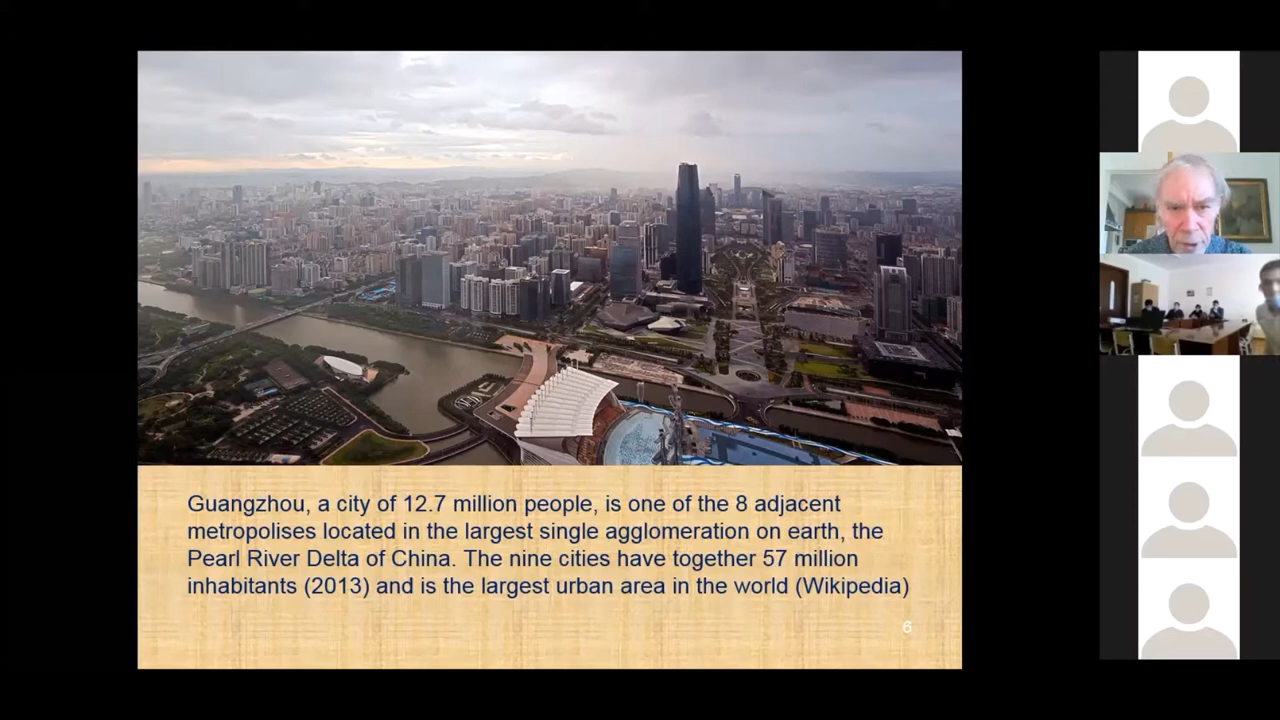 Guangzhou, a city of 12.7 million people, is one of the 8 adjacent
metropolises located in the largest single agglomeration on earth, the
Pearl River Delta of China. The nine cities have together 57 million
inhabitants (2013) and is the largest urban area in the world (Wikipedia)
6